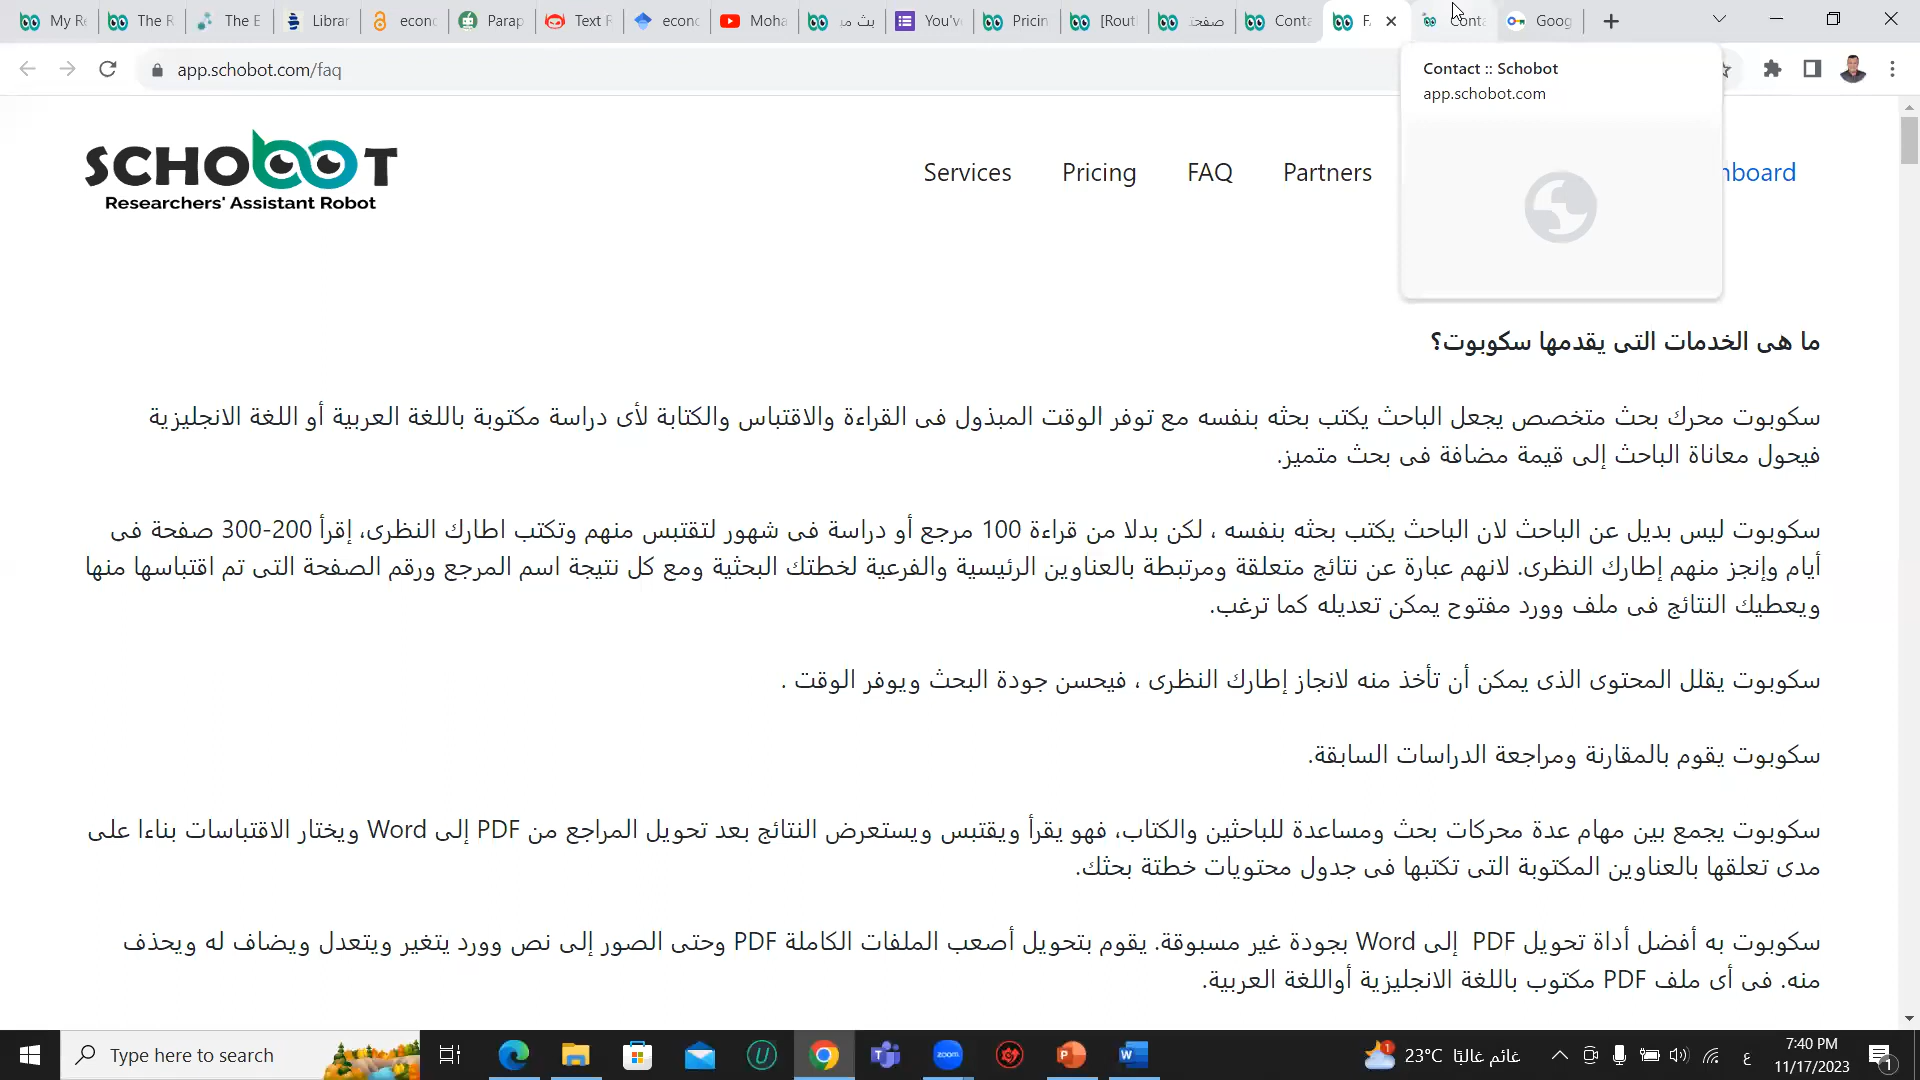 My Re
The R
The E
Librar
econo
Parap
Text R
econo
Moha
بث مب
You'v
Pricin
[Rout
صفحة
Conta
FA
Conta
Goog
app.schobot.com/faq
Contact :: Schobot
app.schobot.com
SCHOBOT
Researchers' Assistant Robot
Services
Pricing
FAQ
Partners
nboard
ما هى الخدمات التى يقدمها سكوبوت؟
سكوبوت محرك بحث متخصص يجعل الباحث يكتب بحثه بنفسه مع توفر الوقت المبذول فى القراءة والاقتباس والكتابة لأى دراسة مكتوبة باللغة العربية أو اللغة الانجليزية
فيحول معاناة الباحث إلى قيمة مضافة فى بحث متميز.
سكوبوت ليس بديل عن الباحث لان الباحث يكتب بحثه بنفسه ، لكن بدلا من قراءة 100 مرجع أو دراسة فى شهور لتقتبس منهم وتكتب اطارك النظرى، إقرأ 200-300 صفحة فى
أيام وإنجز منهم إطارك النظرى. لانهم عبارة عن نتائج متعلقة ومرتبطة بالعناوين الرئيسية والفرعية لخطتك البحثية ومع كل نتيجة اسم المرجع ورقم الصفحة التى تم اقتباسها منها
ويعطيك النتائج فى ملف وورد مفتوح يمكن تعديله كما ترغب.
سكوبوت يقلل المحتوى الذى يمكن أن تأخذ منه لانجاز إطارك النظرى ، فيحسن جودة البحث ويوفر الوقت .
سكوبوت يقوم بالمقارنة ومراجعة الدراسات السابقة.
سكوبوت يجمع بين مهام عدة محركات بحث ومساعدة للباحثين والكتاب، فهو يقرأ ويقتبس ويستعرض النتائج بعد تحويل المراجع من PDF إلى Word ويختار الاقتباسات بناءا على
مدى تعلقها بالعناوين المكتوبة التى تكتبها فى جدول محتويات خطتة بحثك.
سكوبوت به أفضل أداة تحويل PDF إلى Word بجودة غير مسبوقة. يقوم بتحويل أصعب الملفات الكاملة PDF وحتى الصور إلى نص وورد يتغير ويتعدل ويضاف له ويحذف
منه. فى أى ملف PDF مكتوب باللغة الانجليزية أواللغة العربية.
Type here to search
zoom
23°C غائم غالبًا
ع
7:40 PM
11/17/2023
1